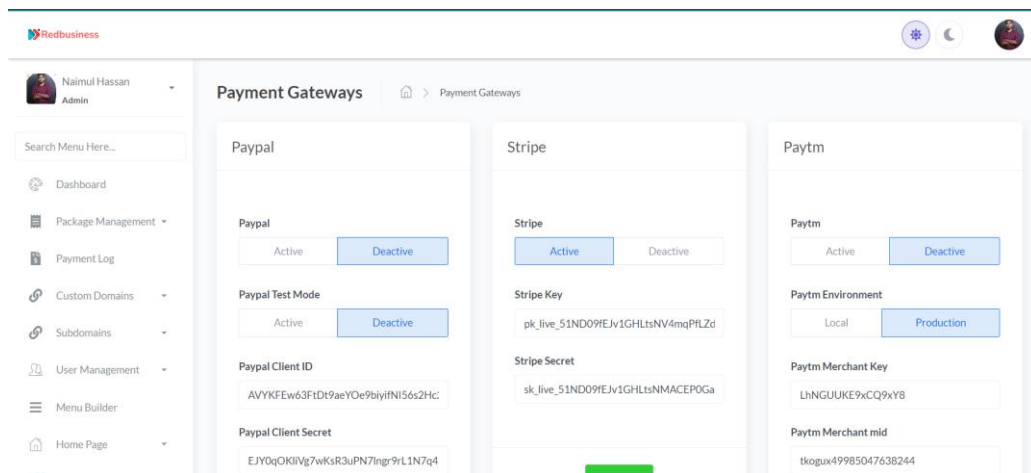 Redbusiness
Naimul Hassan
Admin
Search Menu Here...
Dashboard
Package Management
Payment Log
Custom Domains
Subdomains
User Management
Menu Builder
Home Page
Payment Gateways
> Payment Gateways
Paypal
Paypal
Active Deactive
Paypal Test Mode
Active Deactive
Paypal Client ID
AVYKFEw63FtDt9aeYOe9biyifNI56s2Hc
Paypal Client Secret
EJY0qOKliVg7wKsR3uPN7Ingr9rL1N7q4
Stripe
Stripe
Active Deactive
Stripe Key
pk_live_51ND09fEJv1GHLtsNV4mqPfLZd
Stripe Secret
sk_live_51ND09fEJv1GHLtsNMACEP0Ga
Paytm
Paytm
Active Deactive
Paytm Environment
Local Production
Paytm Merchant Key
LhNGUUKE9xCQ9xY8
Paytm Merchant mid
tkogux49985047638244